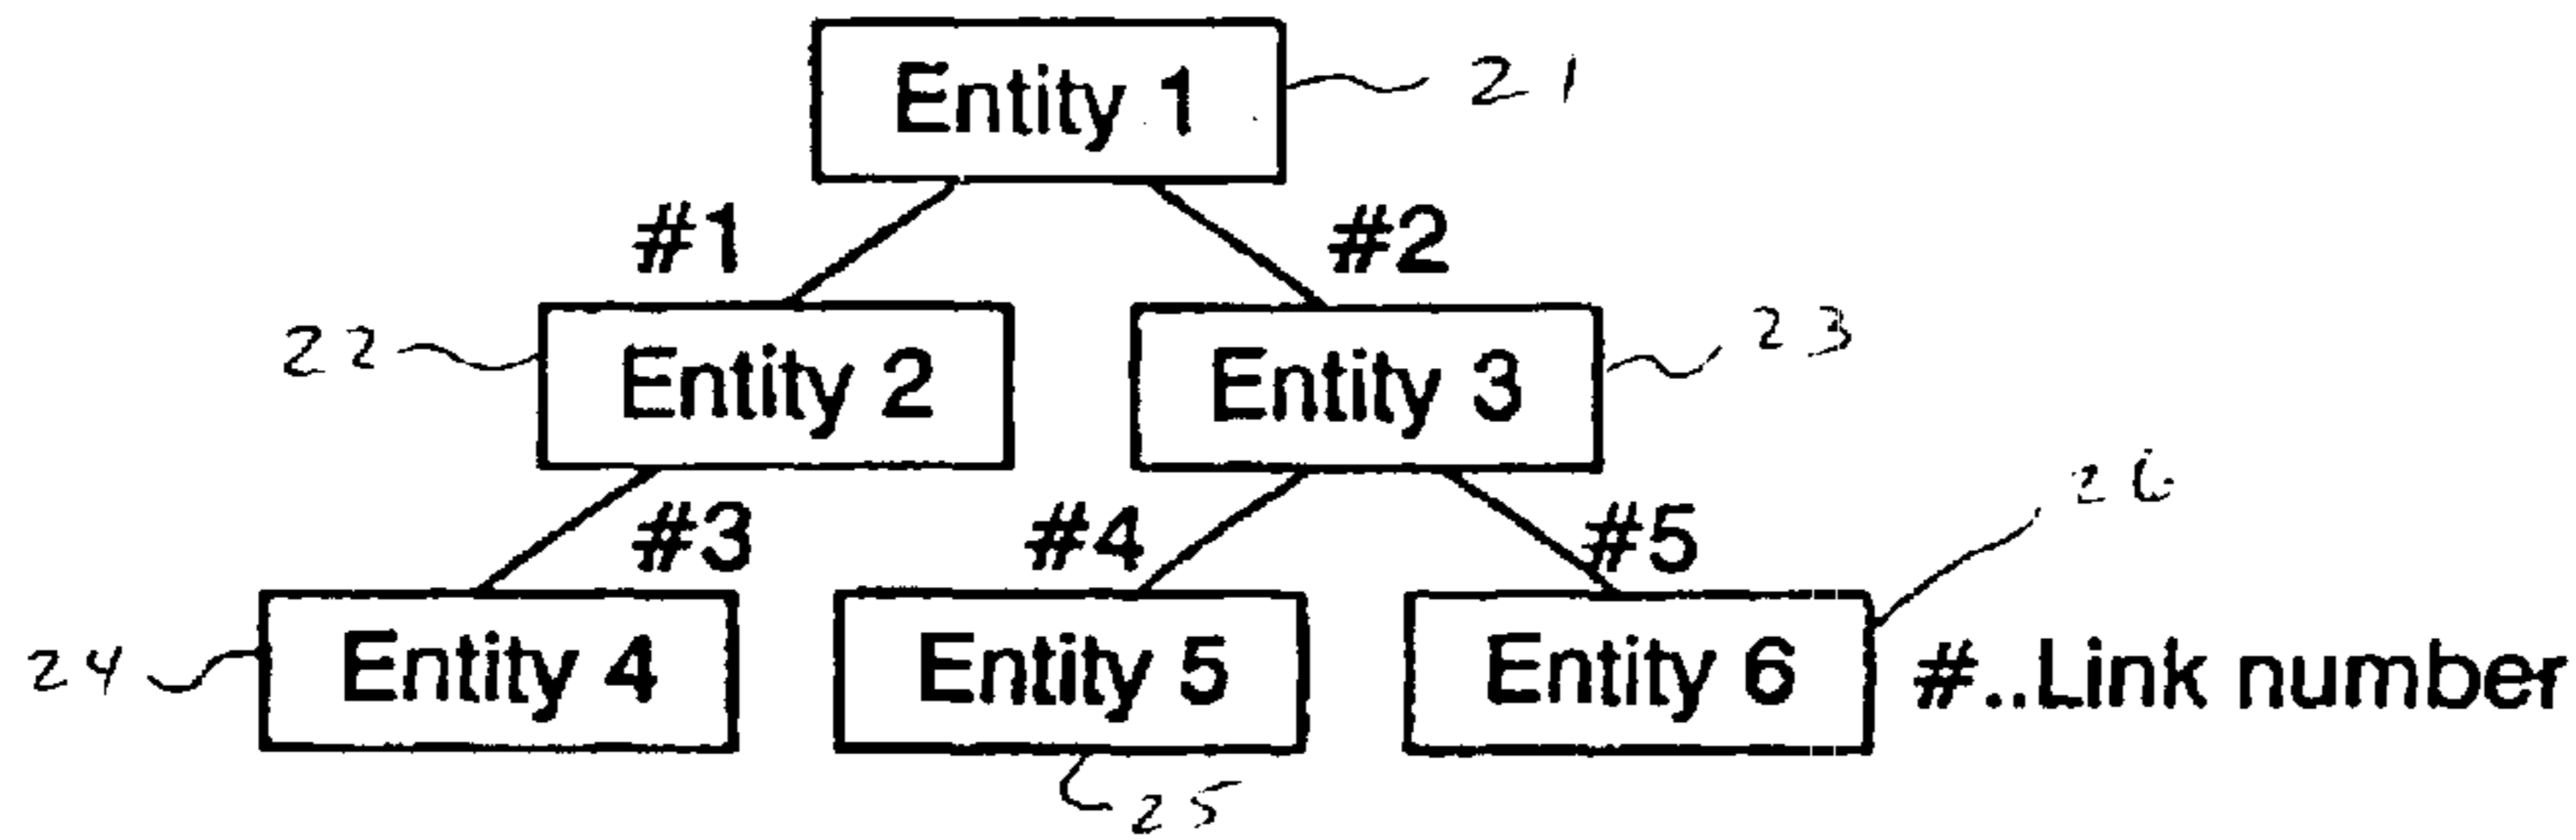 Entity 1 21
#1 #2
22 Entity 2 Entity 3 23
26
#3 #4 #5
24 Entity 4 Entity 5 Entity 6 #..Link number
25